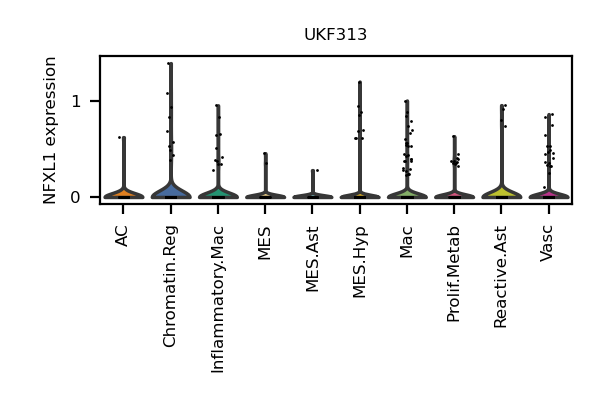 UKF313
NFXL1 expression
1
0
AC
Chromatin.Reg
Inflammatory.Mac
MES
MES.Ast
MES.Hyp
Mac
Prolif.Metab
Reactive.Ast
Vasc